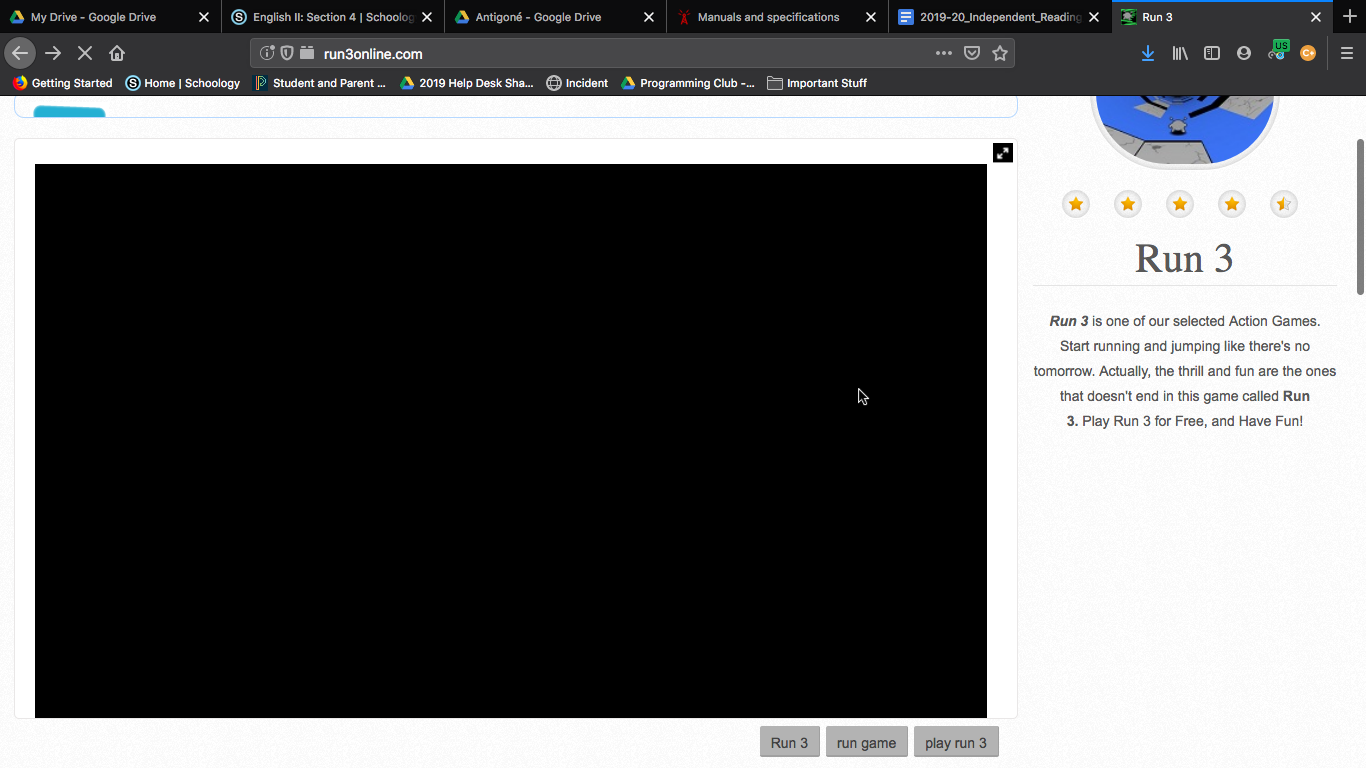 My Drive - Google Drive
English II: Section 4 | Schoolog
Antigoné - Google Drive
Manuals and specifications
2019-20_Independent_Reading
Run 3
run3online.com
US
C+
Getting Started
Home | Schoology
Student and Parent ...
2019 Help Desk Sha...
Incident
Programming Club -...
Important Stuff
Run 3
Run 3 is one of our selected Action Games.
Start running and jumping like there's no
tomorrow. Actually, the thrill and fun are the ones
that doesn't end in this game called Run
3. Play Run 3 for Free, and Have Fun!
Run 3
run game
play run 3